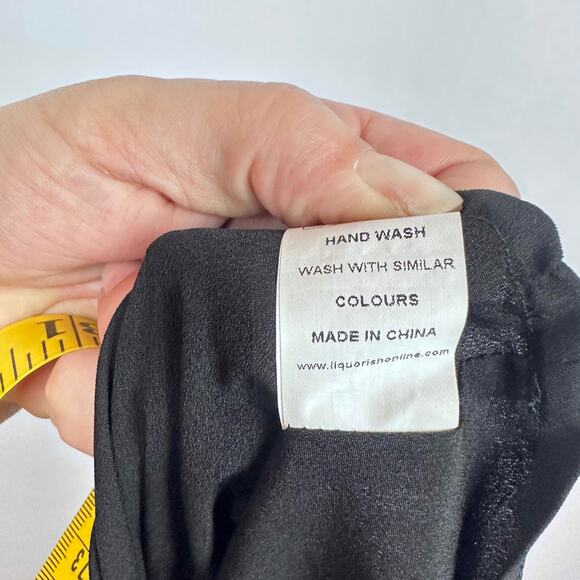 HAND WASH
WASH WITH SIMILAR
COLOURS
MADE IN CHINA
www.liquorishonline.com